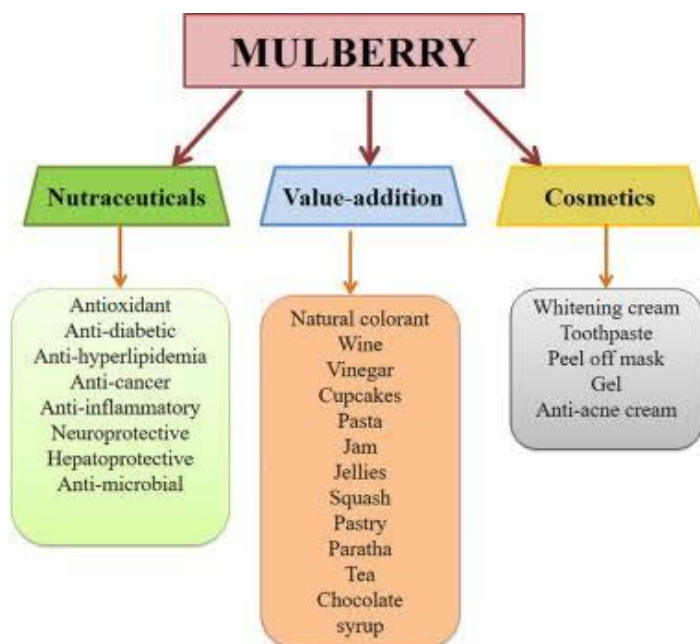 MULBERRY
Nutraceuticals
Value-addition
Cosmetics
Antioxidant
Anti-diabetic
Anti-hyperlipidemia
Anti-cancer
Anti-inflammatory
Neuroprotective
Hepatoprotective
Anti-microbial
Natural colorant
Wine
Vinegar
Cupcakes
Pasta
Jam
Jellies
Squash
Pastry
Paratha
Tea
Chocolate
syrup
Whitening cream
Toothpaste
Peel off mask
Gel
Anti-acne cream